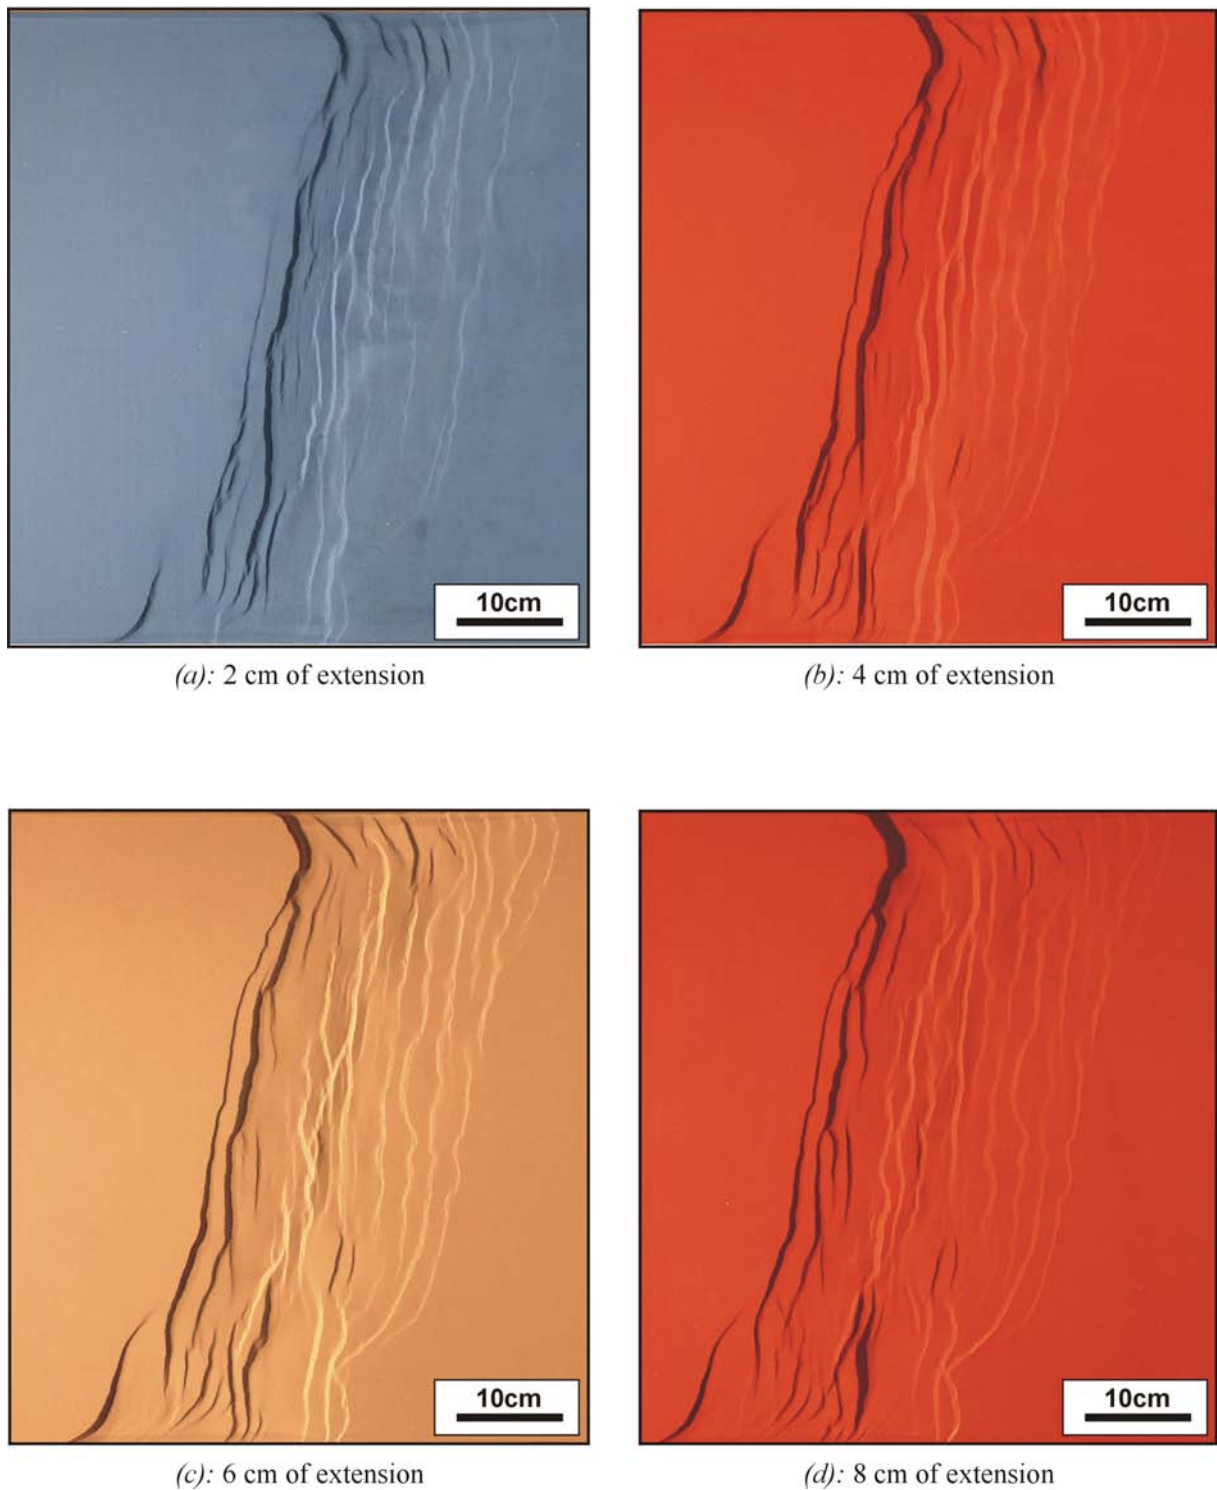 10cm
10cm
(a): 2 cm of extension
(b): 4 cm of extension
10cm
10cm
(c): 6 cm of extension
(d): 8 cm of extension